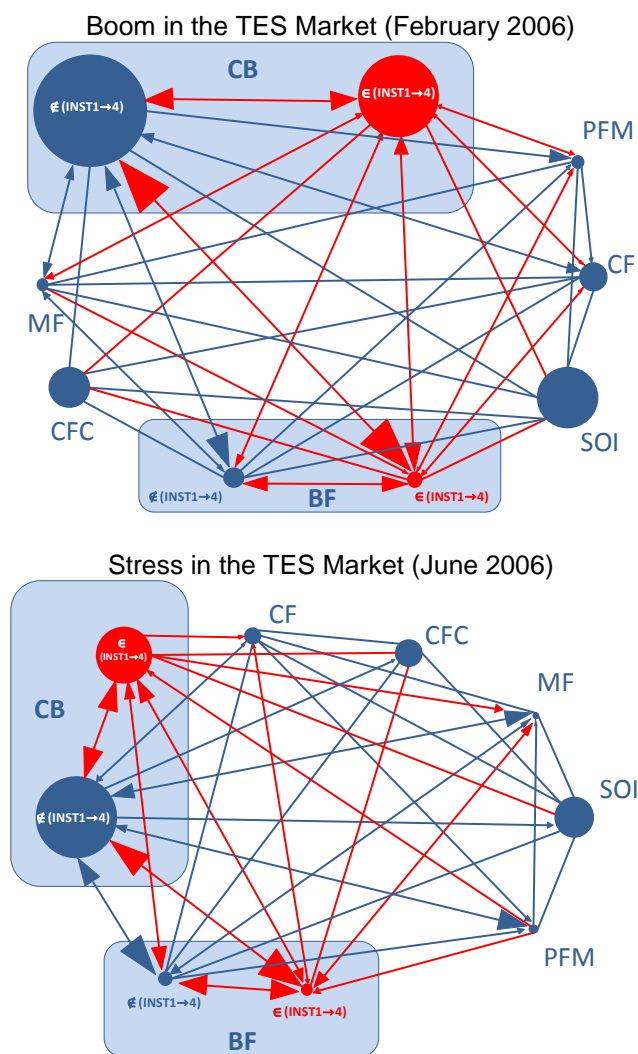 Boom in the TES Market (February 2006)
CB
∉(INST1→4)
∈(INST1→4)
PFM
CF
MF
CFC
SOI
∉(INST1→4)
BF
∈(INST1→4)
Stress in the TES Market (June 2006)
CF
CFC
∈
(INST1→4)
MF
CB
SOI
∉(INST1→4)
PFM
∉(INST1→4)
∈(INST1→4)
BF